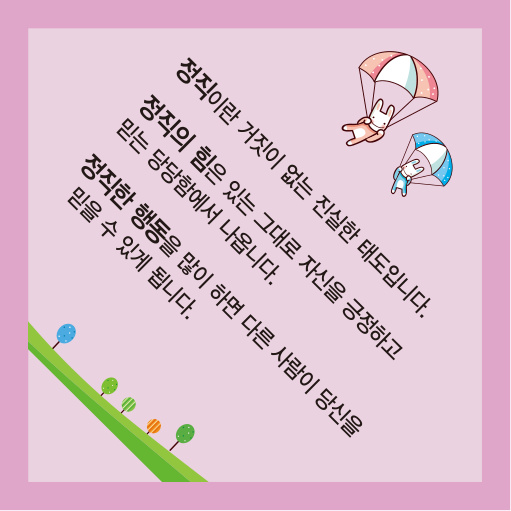 정직이란 거짓이 없는 진실한 태도입니다.
정직의 힘은 있는 그대로 자신을 긍정하고
믿는 당당함에서 나옵니다.
정직한 행동을 많이 하면 다른 사람이 당신을
믿을 수 있게 됩니다.